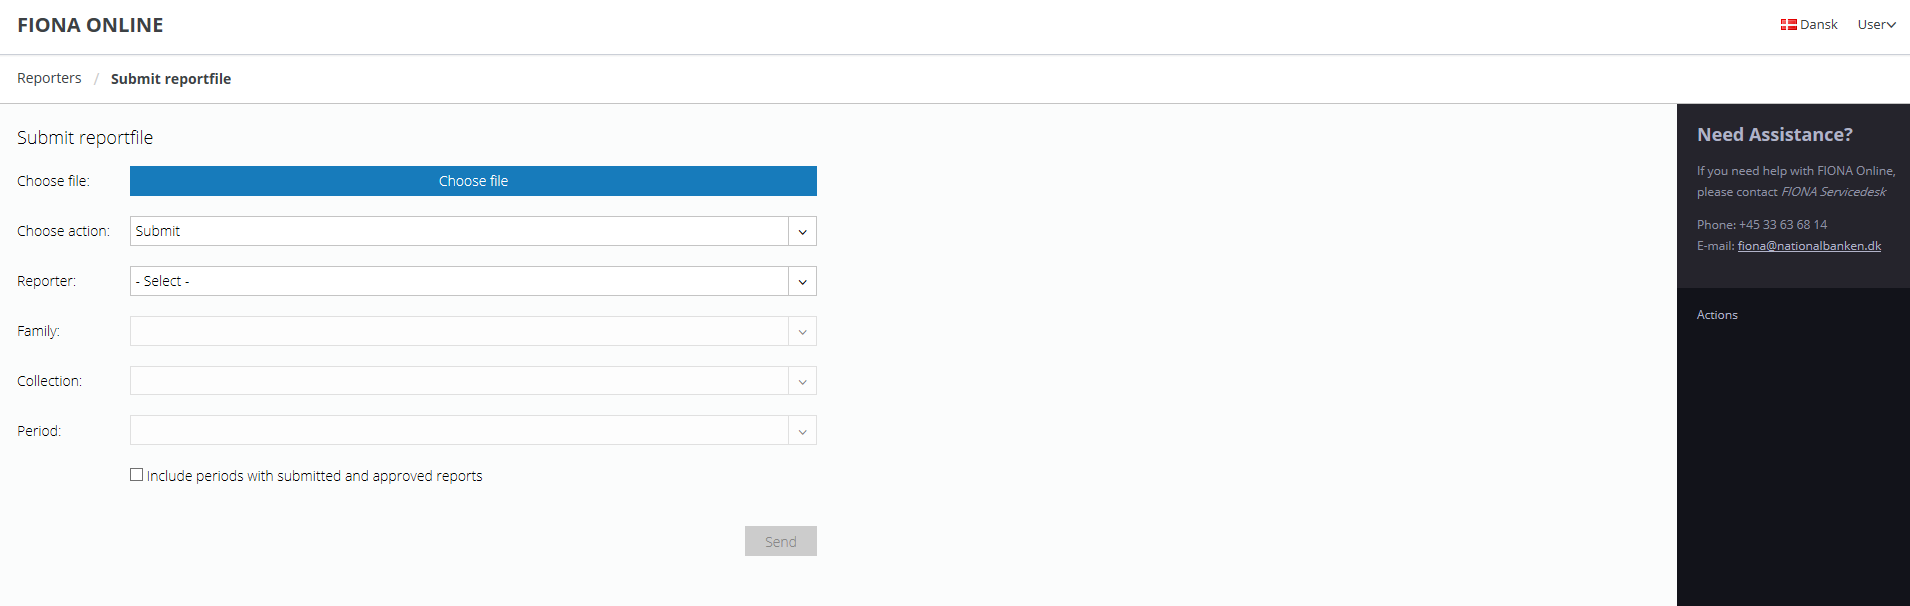 FIONA ONLINE
Dansk
User
Reporters / Submit reportfile
Submit reportfile
Choose file:
Choose file
Choose action:
Submit
Reporter:
- Select -
Family:
Collection:
Period:
Include periods with submitted and approved reports
Send
Need Assistance?
If you need help with FIONA Online,
please contact FIONA Servicedesk
Phone: +45 33 63 68 14
E-mail: fiona@nationalbanken.dk
Actions